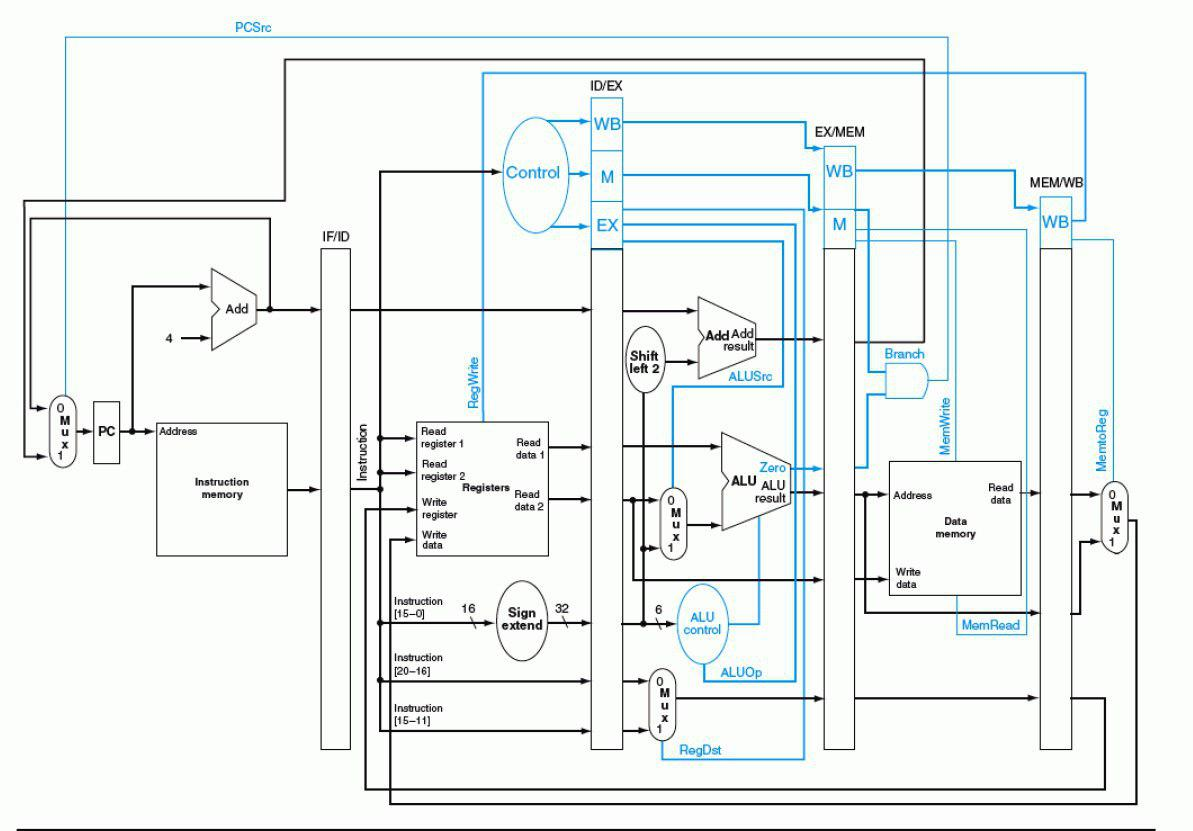 PCSrc
ID/EX
WB
EX/MEM
Control
M
WB
MEM/WB
EX
M
WB
IF/ID
Add
4
Add Add
result
Shift
left 2
ALUSrc
Branch
RegWrite
MemWrite
MemtoReg
0
M
u
x
1
PC
Address
Instruction
memory
Instruction
Read
register 1
Read
register 2
Write
register
Write
data
Registers
Read
data 1
Read
data 2
0
M
u
x
1
Zero
ALU
ALU
result
Address
Read
data
Data
memory
Write
data
0
M
u
x
1
Instruction
[15–0]
16
Sign
extend
32
6
ALU
control
MemRead
Instruction
[20–16]
ALUOp
0
M
u
x
1
Instruction
[15–11]
RegDst